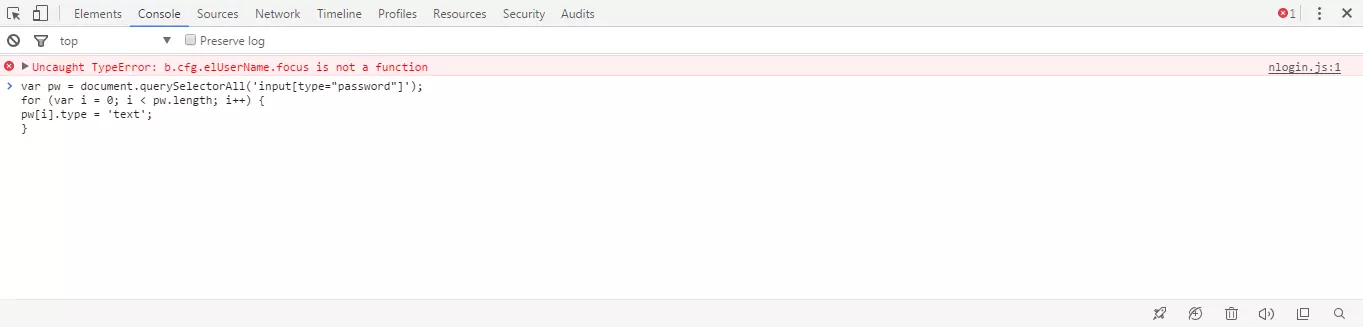 Elements Console Sources Network Timeline Profiles Resources Security Audits 1
top Preserve log
Uncaught TypeError: b.cfg.elUserName.focus is not a function nlogin.js:1
var pw = document.querySelectorAll('input[type="password"]');
for (var i = 0; i < pw.length; i++) {
pw[i].type = 'text';
}